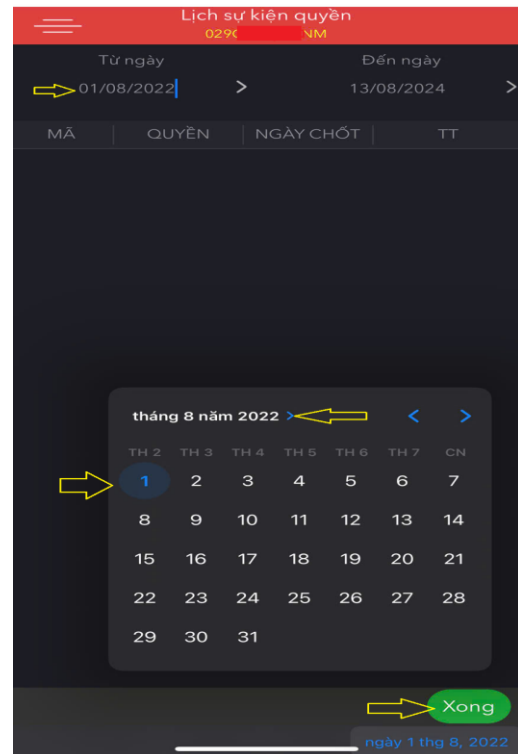 Lịch sự kiện quyền
029C NM
Từ ngày Đến ngày
01/08/2022 > 13/08/2024 >
MÃ QUYỀN NGÀY CHỐT TT
tháng 8 năm 2022 > < >
TH 2 TH 3 TH 4 TH 5 TH 6 TH 7 CN
1 2 3 4 5 6 7
8 9 10 11 12 13 14
15 16 17 18 19 20 21
22 23 24 25 26 27 28
29 30 31
Xong
ngày 1 thg 8, 2022